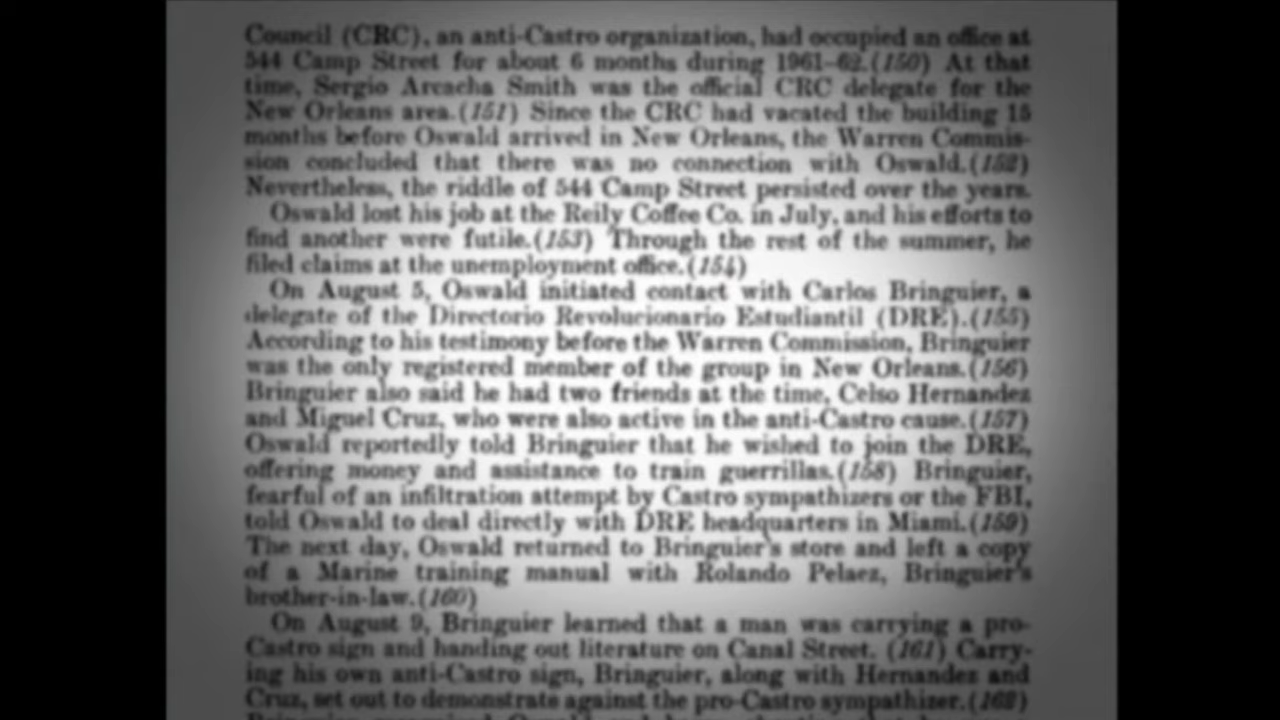 Council (CRC), an anti-Castro organization, had occupied an office at
544 Camp Street for about 6 months during 1961–62.(150) At that
time, Sergio Arcacha Smith was the official CRC delegate for the
New Orleans area.(151) Since the CRC had vacated the building 15
months before Oswald arrived in New Orleans, the Warren Commis-
sion concluded that there was no connection with Oswald.(152)
Nevertheless, the riddle of 544 Camp Street persisted over the years.
Oswald lost his job at the Reily Coffee Co. in July, and his efforts to
find another were futile.(153) Through the rest of the summer, he
filed claims at the unemployment office.(154)
On August 5, Oswald initiated contact with Carlos Bringuier, a
delegate of the Directorio Revolucionario Estudiantil (DRE).(155)
According to his testimony before the Warren Commission, Bringuier
was the only registered member of the group in New Orleans.(156)
Bringuier also said he had two friends at the time, Celso Hernandez
and Miguel Cruz, who were also active in the anti-Castro cause.(157)
Oswald reportedly told Bringuier that he wished to join the DRE,
offering money and assistance to train guerrillas.(158) Bringuier,
fearful of an infiltration attempt by Castro sympathizers or the FBI,
told Oswald to deal directly with DRE headquarters in Miami.(159)
The next day, Oswald returned to Bringuier's store and left a copy
of a Marine training manual with Rolando Pelaez, Bringuier's
brother-in-law.(160)
On August 9, Bringuier learned that a man was carrying a pro-
Castro sign and handing out literature on Canal Street. (161) Carry-
ing his own anti-Castro sign, Bringuier, along with Hernandez and
Cruz, set out to demonstrate against the pro-Castro sympathizer.(162)